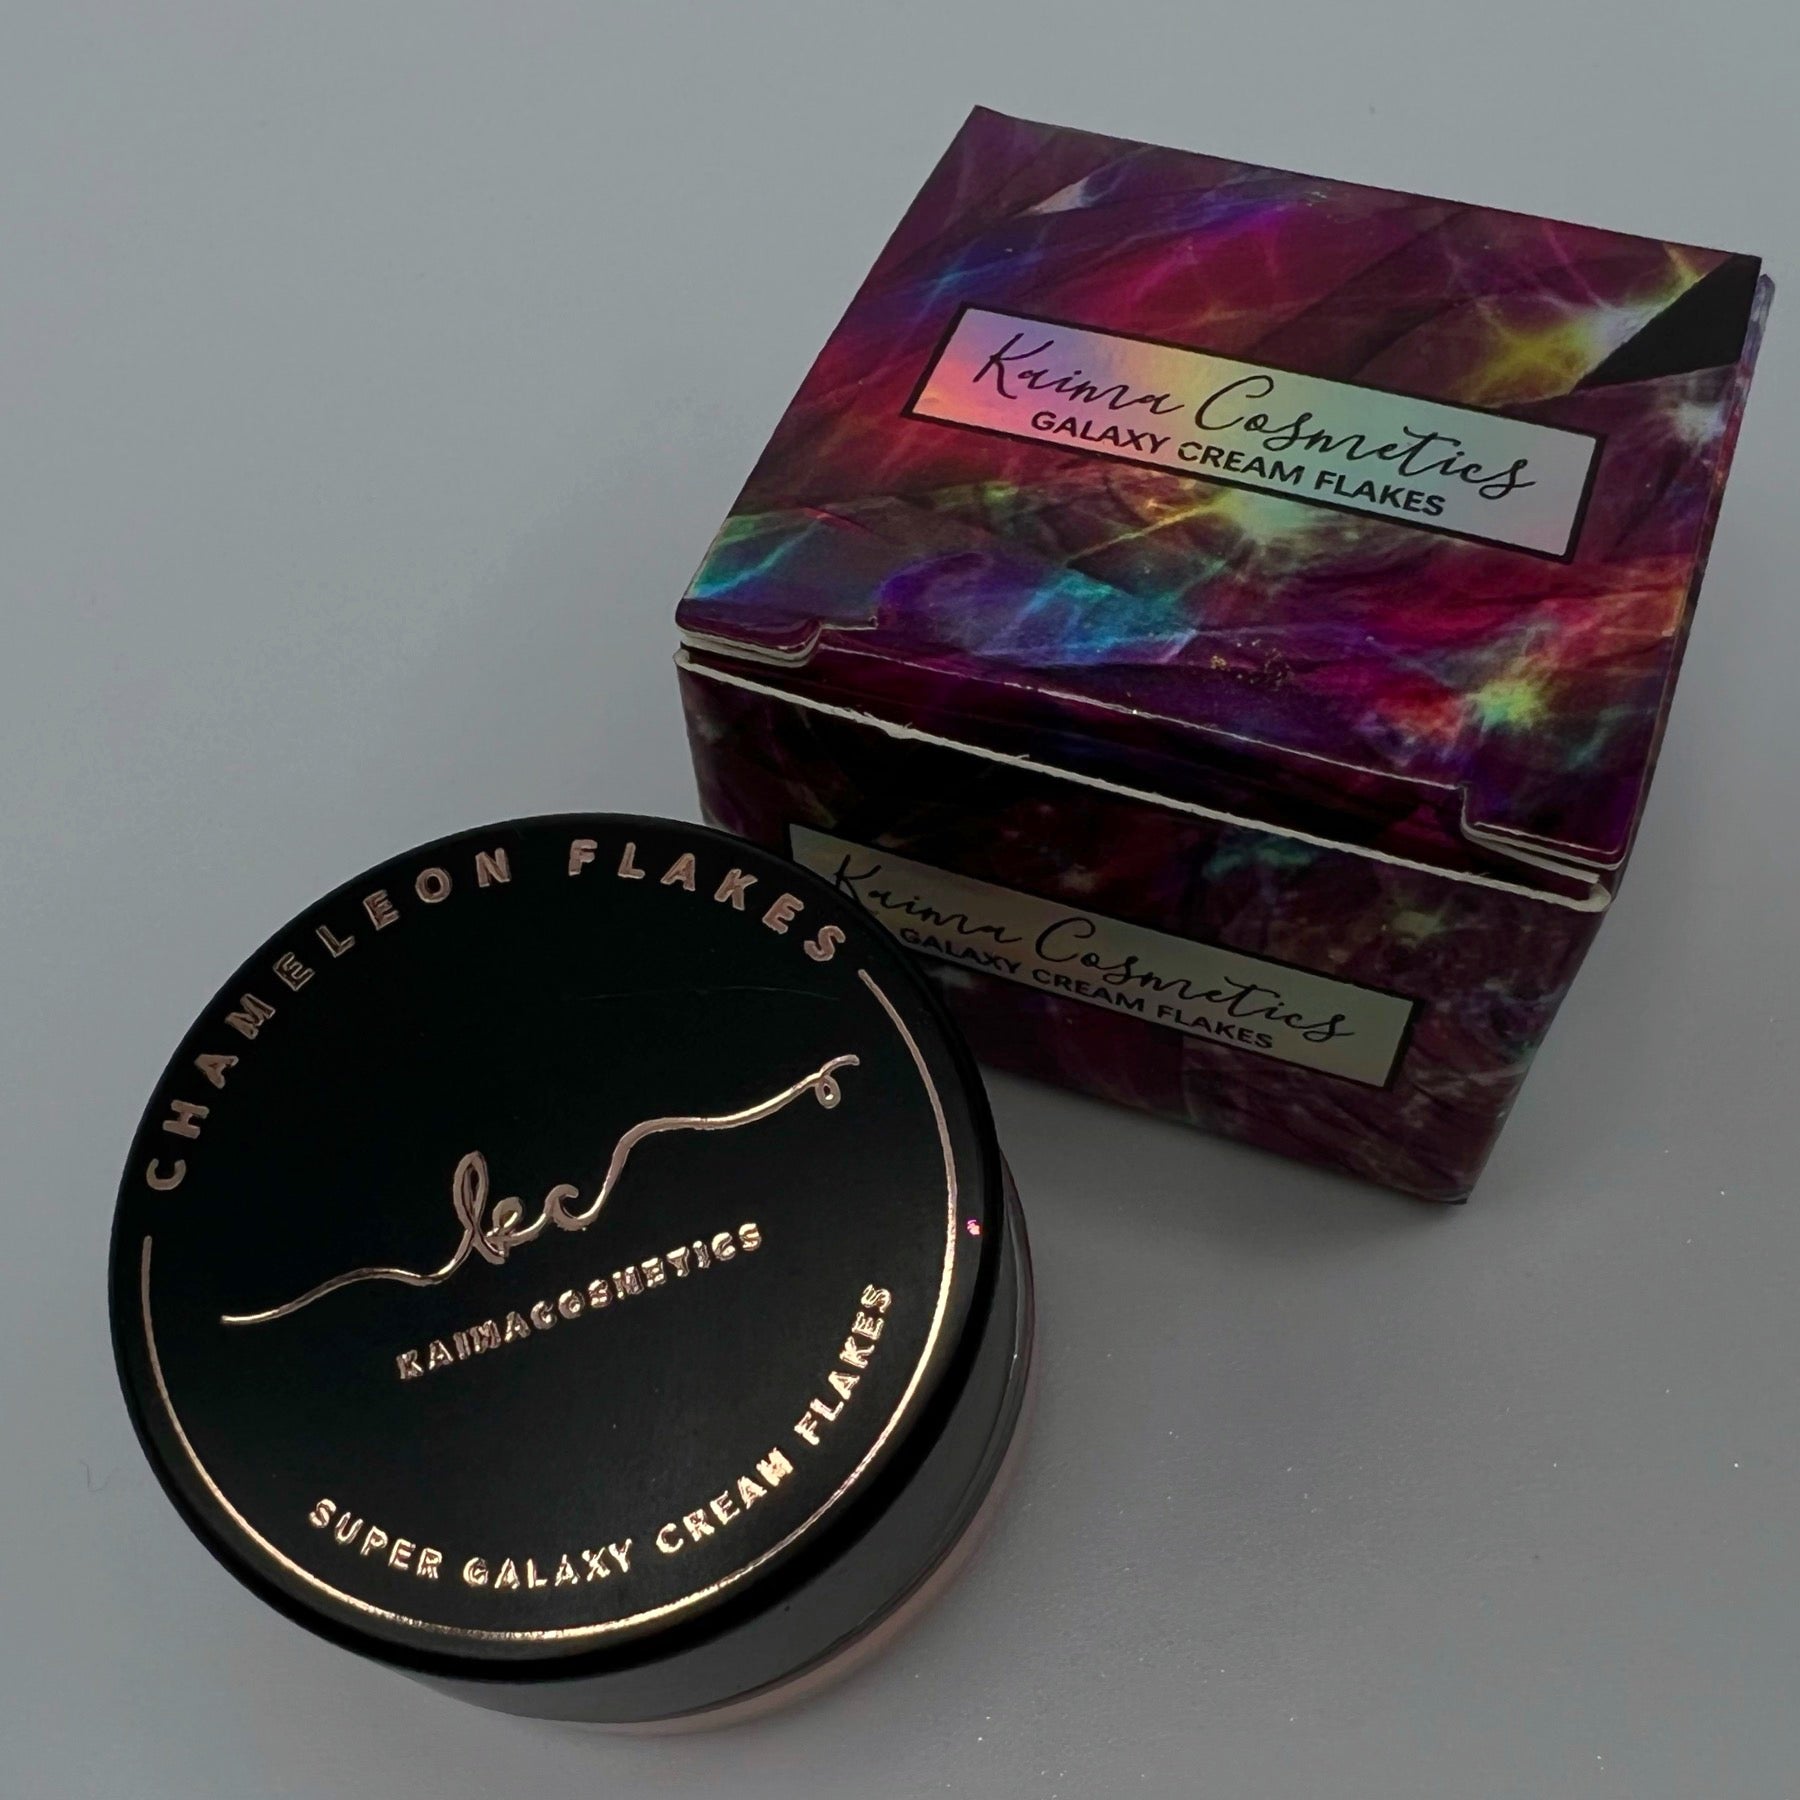 Kaima Cosmetics
GALAXY CREAM FLAKES
Kaima Cosmetics
GALAXY CREAM FLAKES
CHAMELEON FLAKES
kc
KAIMACOSMETICS
SUPER GALAXY CREAM FLAKES